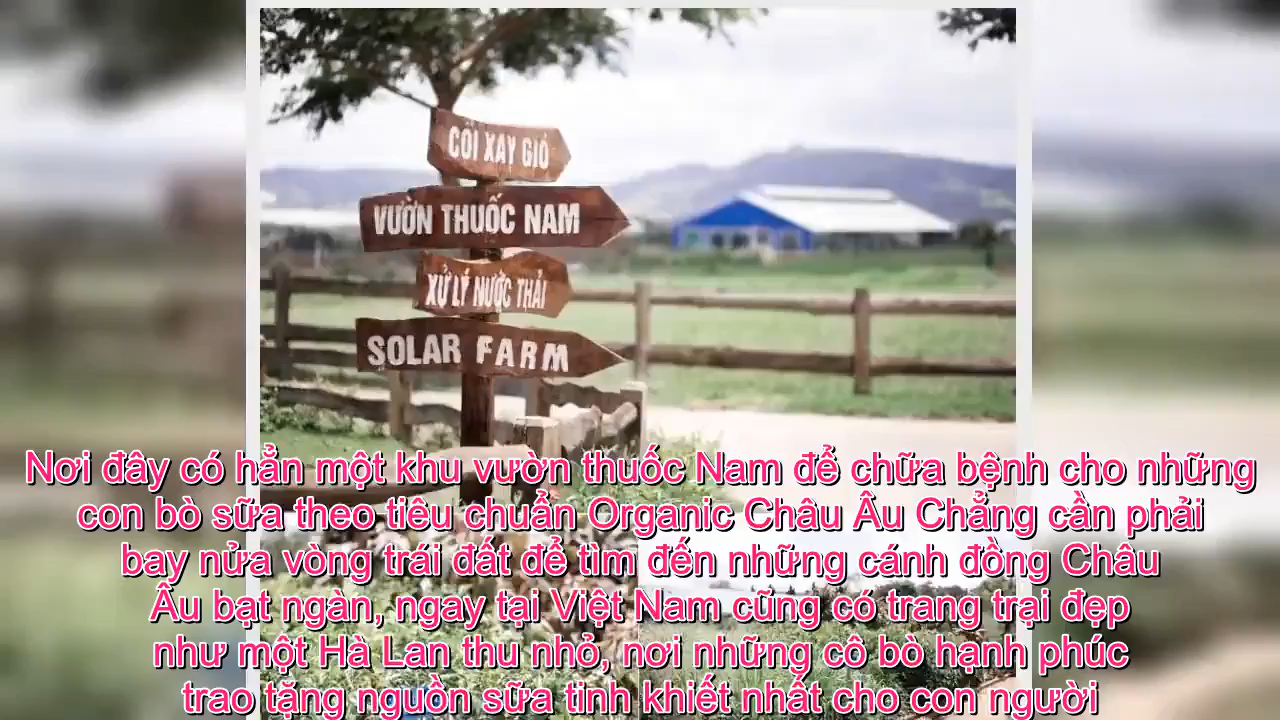 CỐI XAY GIÓ
VƯỜN THUỐC NAM
XỬ LÝ NƯỚC THẢI
SOLAR FARM
Nơi đây có hẳn một khu vườn thuốc Nam để chữa bệnh cho những
con bò sữa theo tiêu chuẩn Organic Châu Âu Chẳng cần phải
bay nửa vòng trái đất để tìm đến những cánh đồng Châu
Âu bạt ngàn, ngay tại Việt Nam cũng có trang trại đẹp
như một Hà Lan thu nhỏ, nơi những cô bò hạnh phúc
trao tặng nguồn sữa tinh khiết nhất cho con người